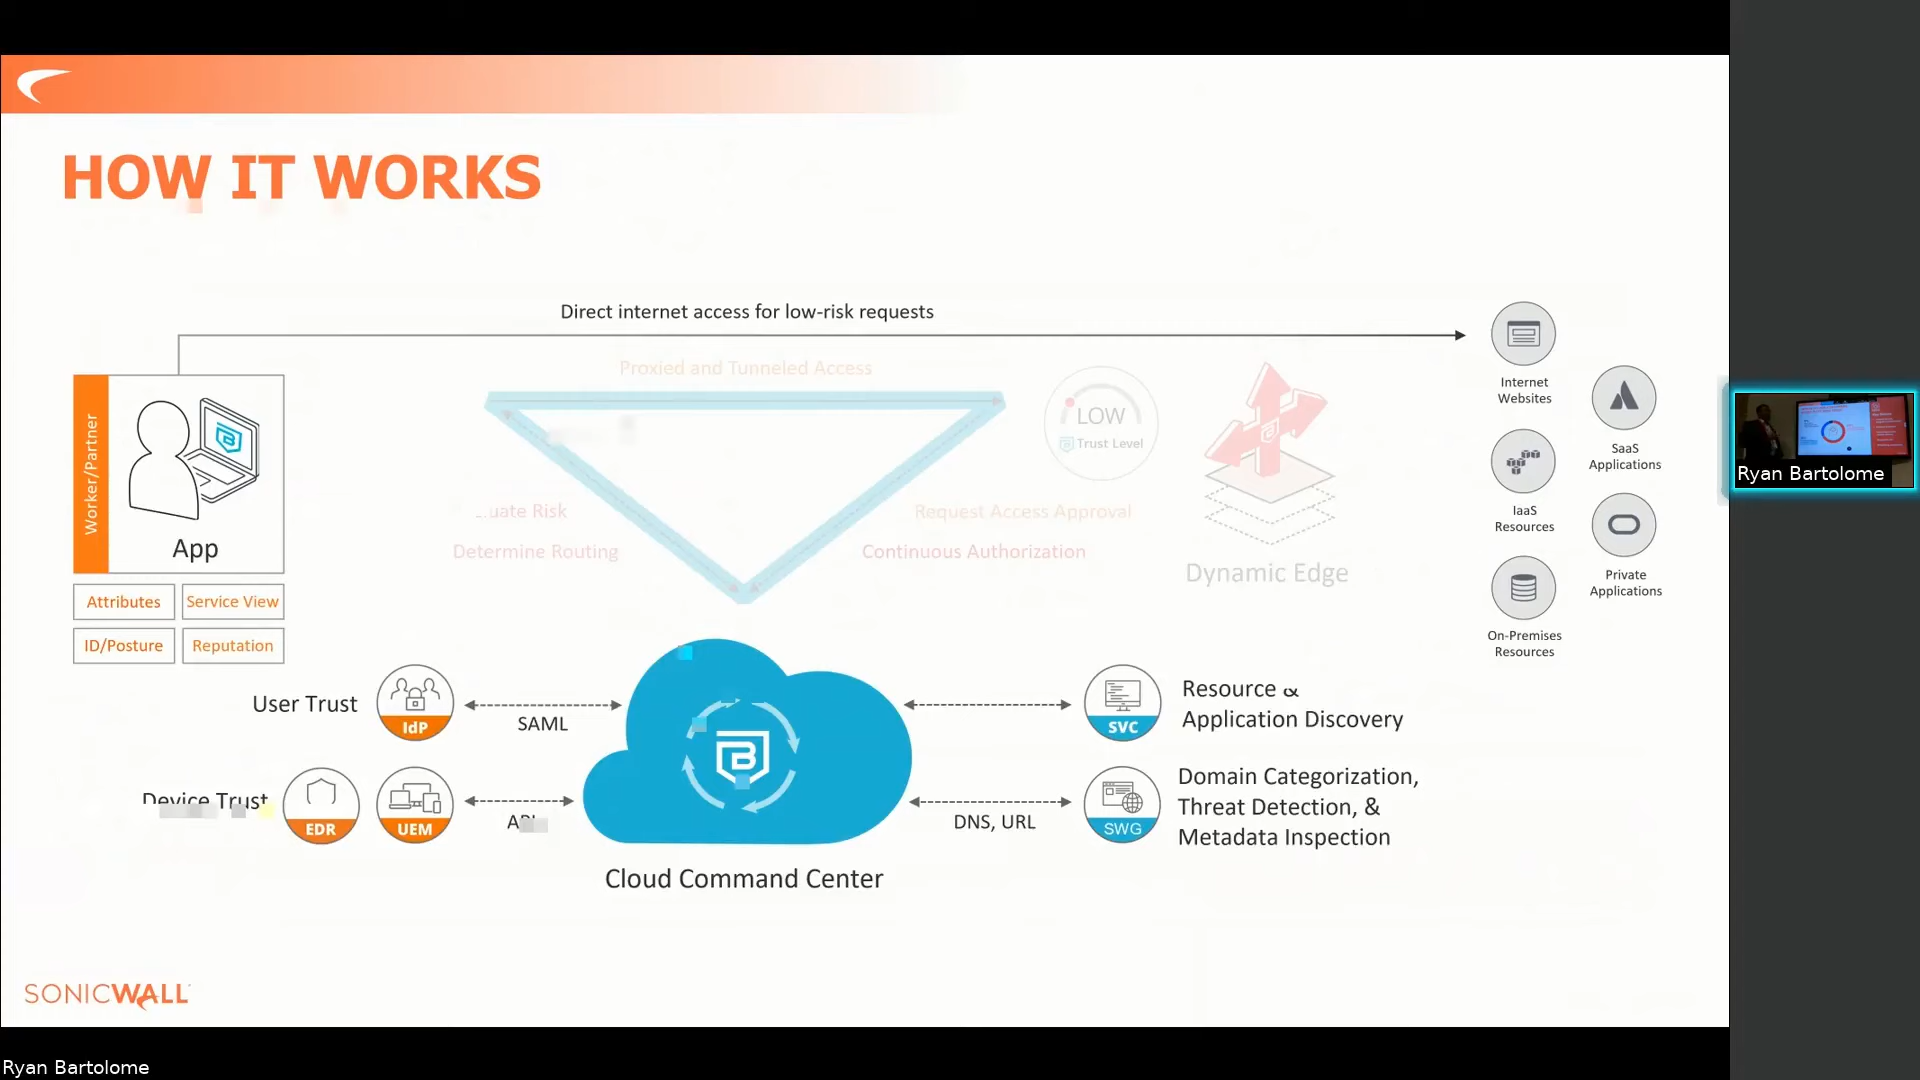 HOW IT WORKS
Direct internet access for low-risk requests
Proxied and Tunneled Access
Worker/Partner
App
Attributes
Service View
ID/Posture
Reputation
LOW
Trust Level
Risk
Determine Routing
Request Access Approval
Continuous Authorization
Dynamic Edge
Internet
Websites
SaaS
Applications
IaaS
Resources
Private
Applications
On-Premises
Resources
User Trust
IdP
SAML
Device Trust
EDR
UEM
B
Cloud Command Center
SVC
Resource &
Application Discovery
DNS, URL
SWG
Domain Categorization,
Threat Detection, &
Metadata Inspection
SONICWALL
Ryan Bartolome
Ryan Bartolome